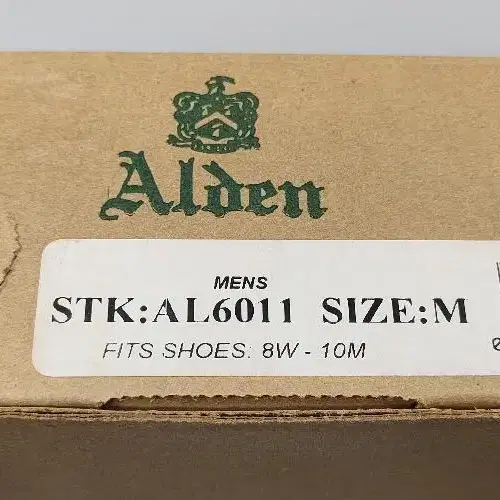 Alden
MENS
STK:AL6011 SIZE:M
FITS SHOES: 8W - 10M